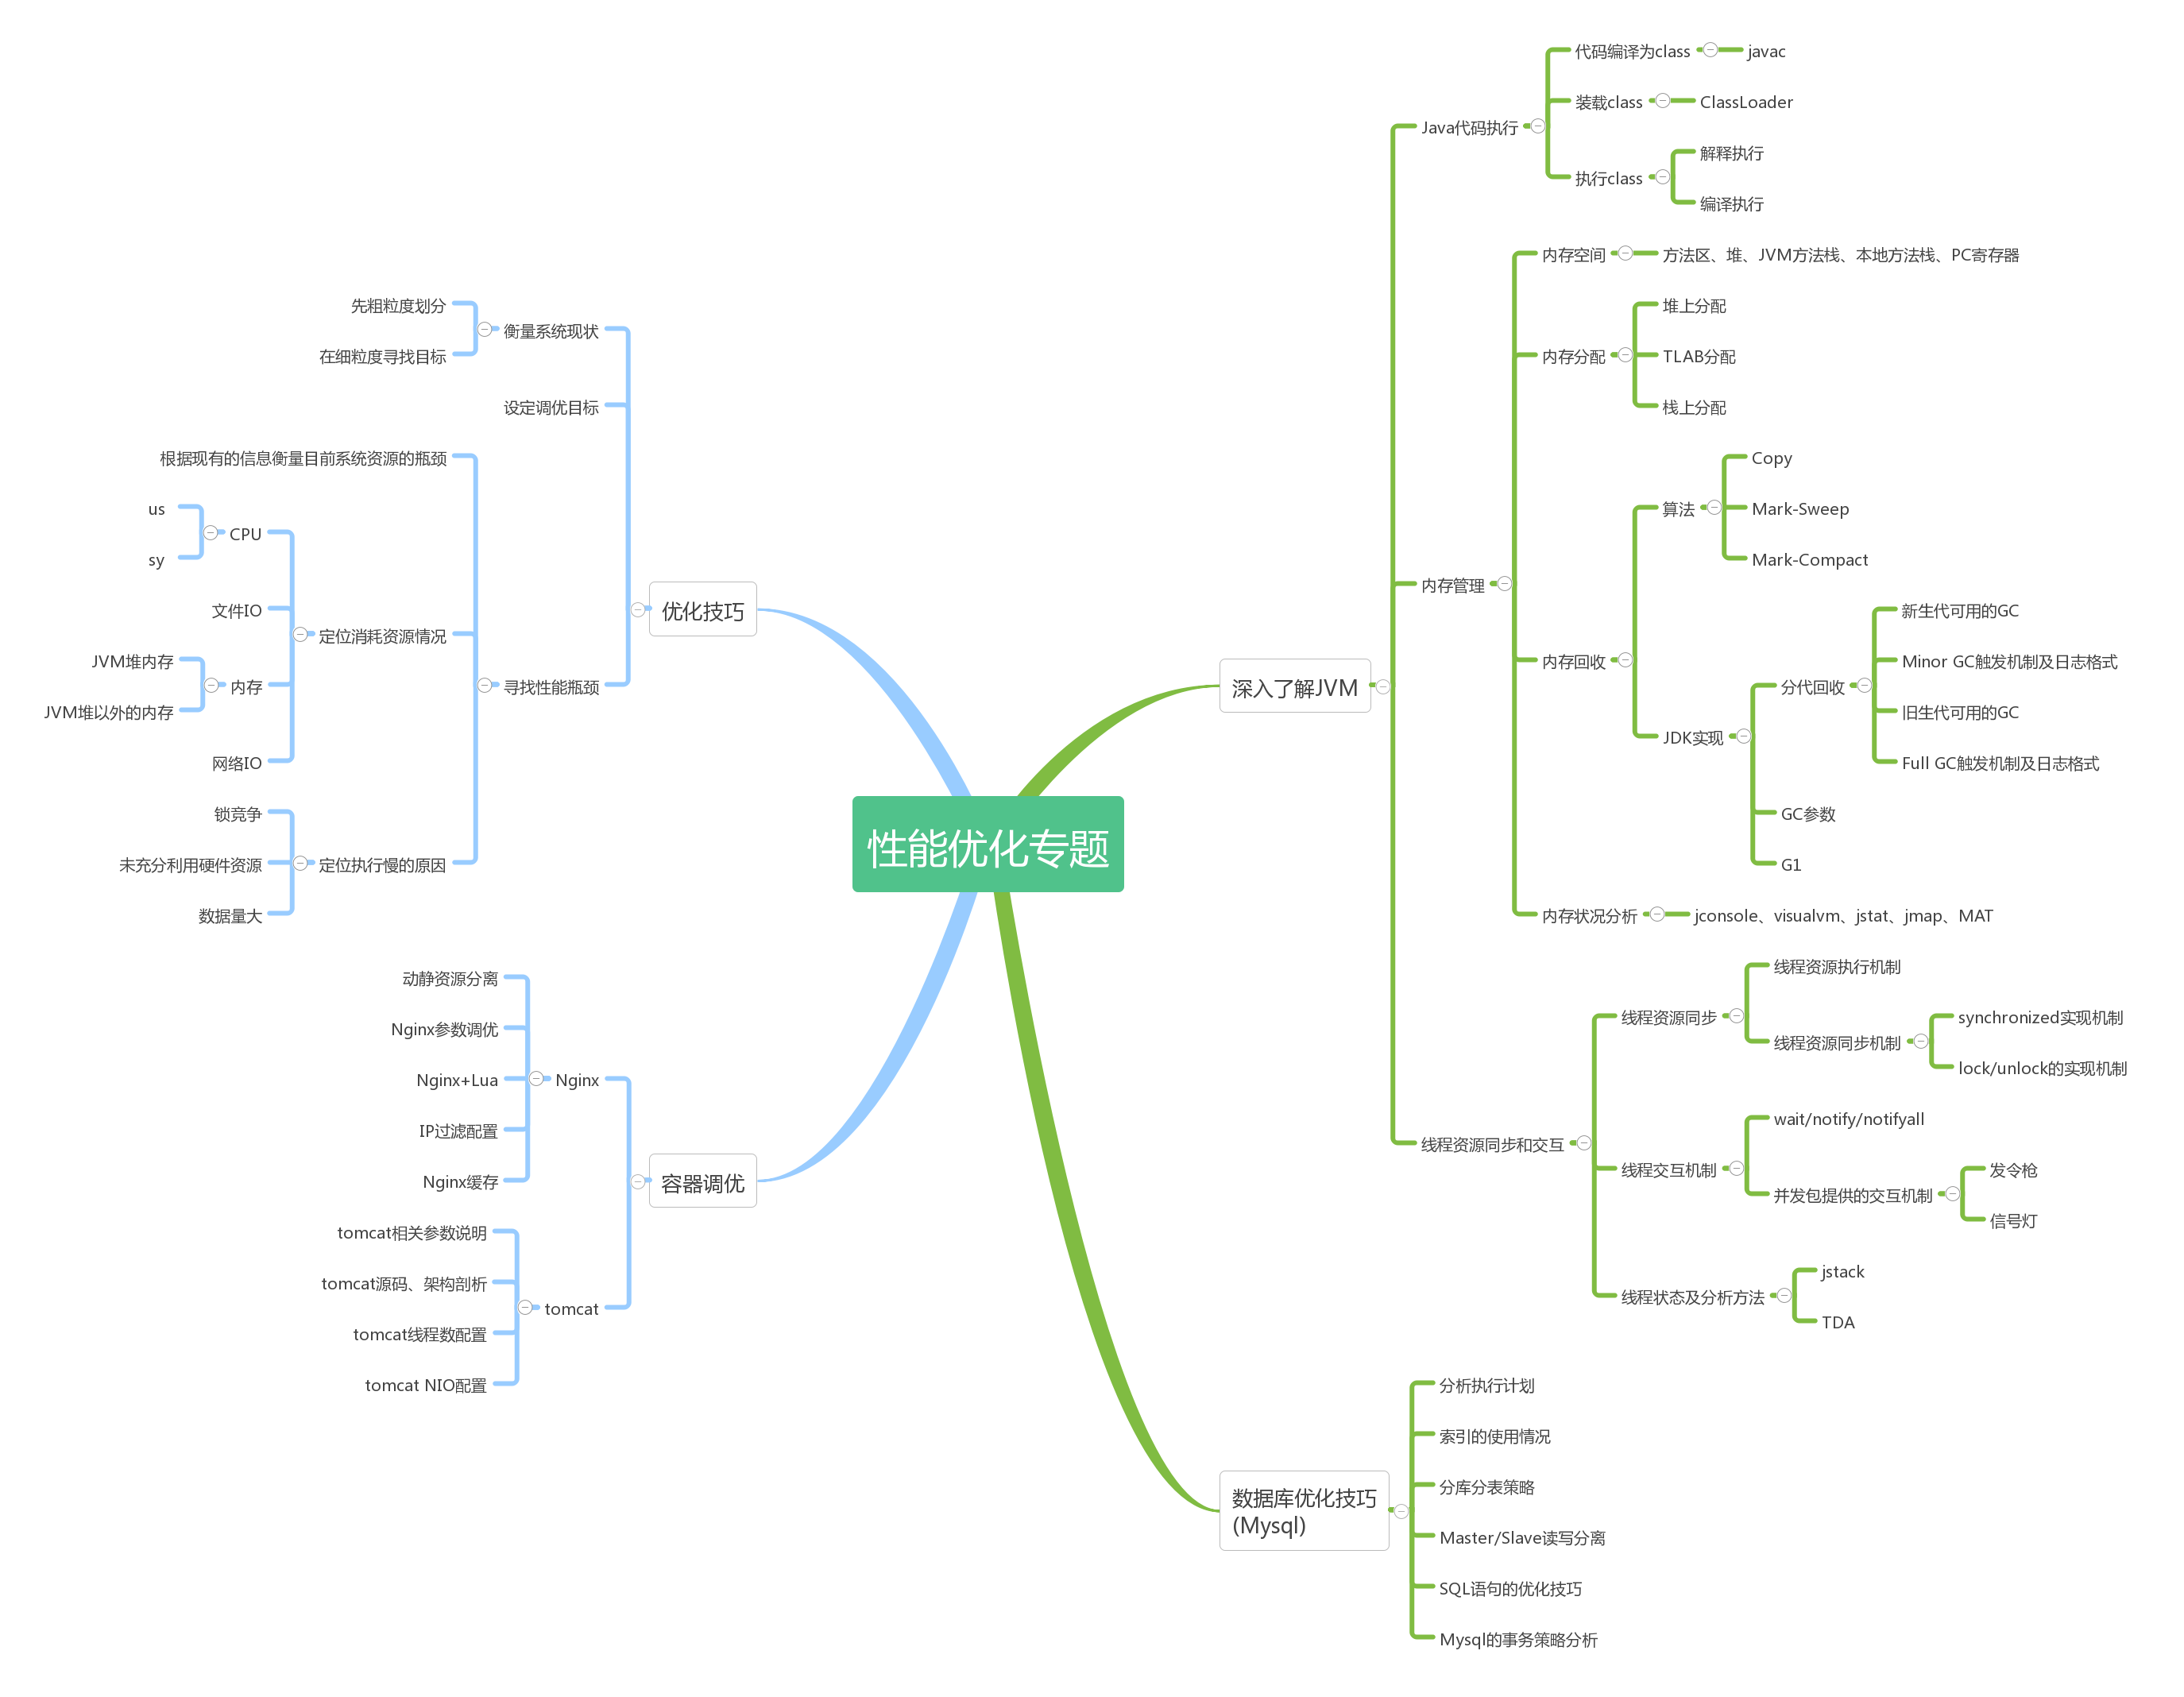 性能优化专题
深入了解JVM
Java代码执行
代码编译为class
javac
装载class
ClassLoader
执行class
解释执行
编译执行
内存管理
内存空间
方法区、堆、JVM方法栈、本地方法栈、PC寄存器
内存分配
堆上分配
TLAB分配
栈上分配
内存回收
算法
Copy
Mark-Sweep
Mark-Compact
JDK实现
分代回收
新生代可用的GC
Minor GC触发机制及日志格式
旧生代可用的GC
Full GC触发机制及日志格式
GC参数
G1
内存状况分析
jconsole、visualvm、jstat、jmap、MAT
线程资源同步和交互
线程资源同步
线程资源执行机制
线程资源同步机制
synchronized实现机制
lock/unlock的实现机制
线程交互机制
wait/notify/notifyall
并发包提供的交互机制
发令枪
信号灯
线程状态及分析方法
jstack
TDA
数据库优化技巧
(Mysql)
分析执行计划
索引的使用情况
分库分表策略
Master/Slave读写分离
SQL语句的优化技巧
Mysql的事务策略分析
优化技巧
衡量系统现状
先粗粒度划分
在细粒度寻找目标
设定调优目标
寻找性能瓶颈
根据现有的信息衡量目前系统资源的瓶颈
定位消耗资源情况
CPU
us
sy
文件IO
内存
JVM堆内存
JVM堆以外的内存
网络IO
定位执行慢的原因
锁竞争
未充分利用硬件资源
数据量大
容器调优
Nginx
动静资源分离
Nginx参数调优
Nginx+Lua
IP过滤配置
Nginx缓存
tomcat
tomcat相关参数说明
tomcat源码、架构剖析
tomcat线程数配置
tomcat NIO配置